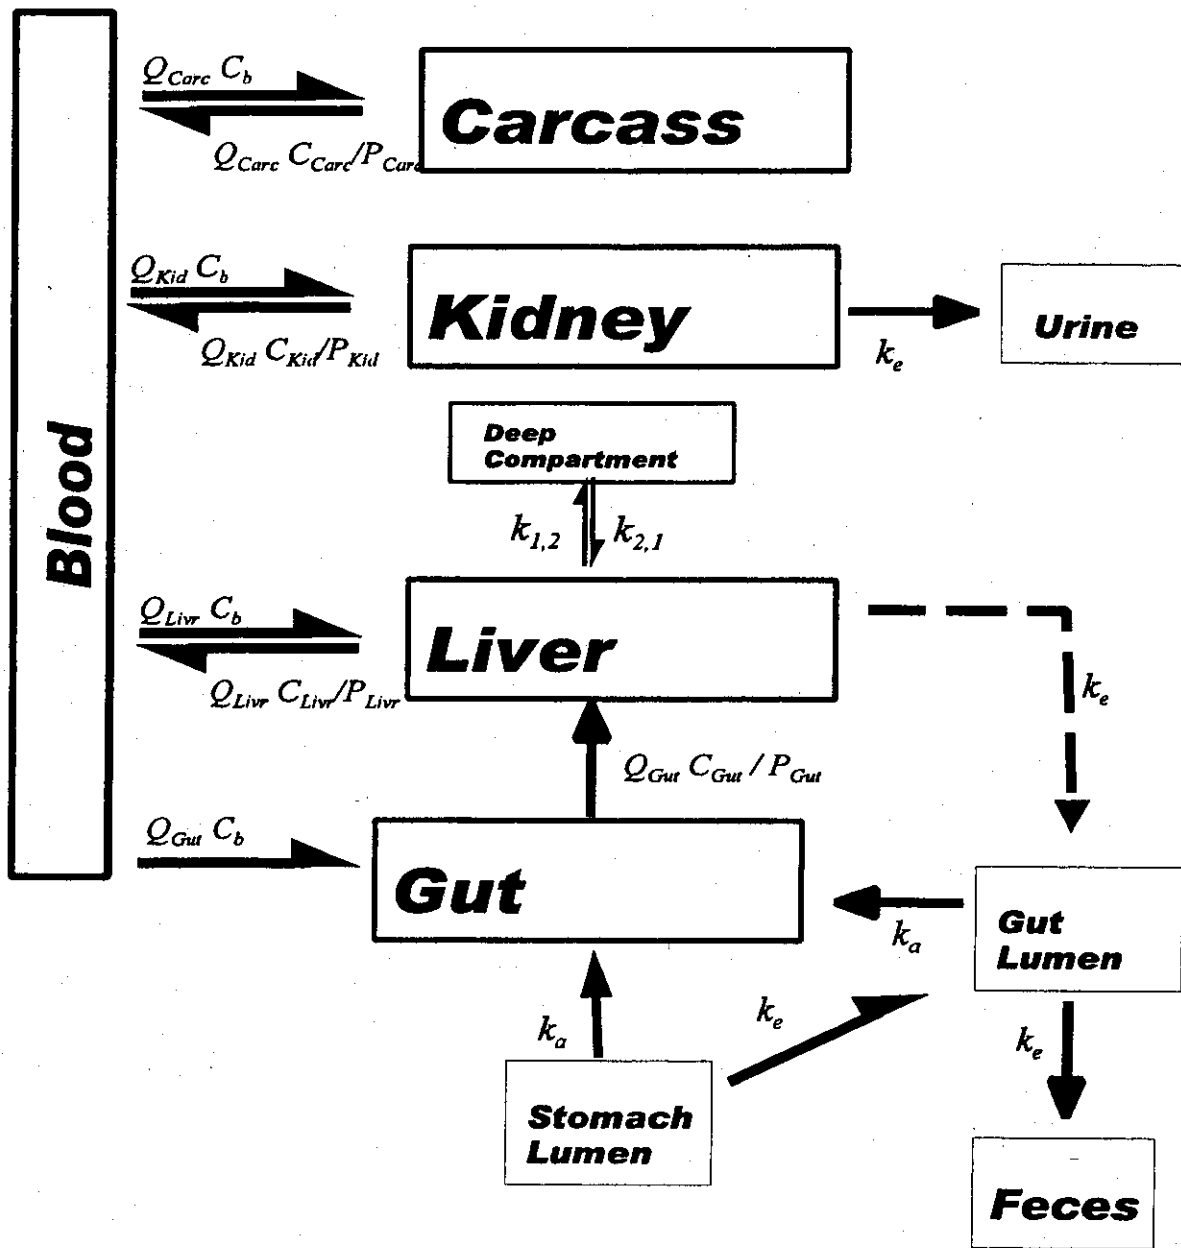 Q_Carc C_b
Carcass
Q_Carc C_Carc/P_Carc
Q_Kid C_b
Kidney
Urine
Q_Kid C_Kid/P_Kid
k_e
Deep
Compartment
Blood
k_1,2
k_2,1
Q_Livr C_b
Liver
Q_Livr C_Livr/P_Livr
k_e
Q_Gut C_Gut / P_Gut
Q_Gut C_b
Gut
k_a
Gut
Lumen
k_a
k_e
k_e
Stomach
Lumen
Feces